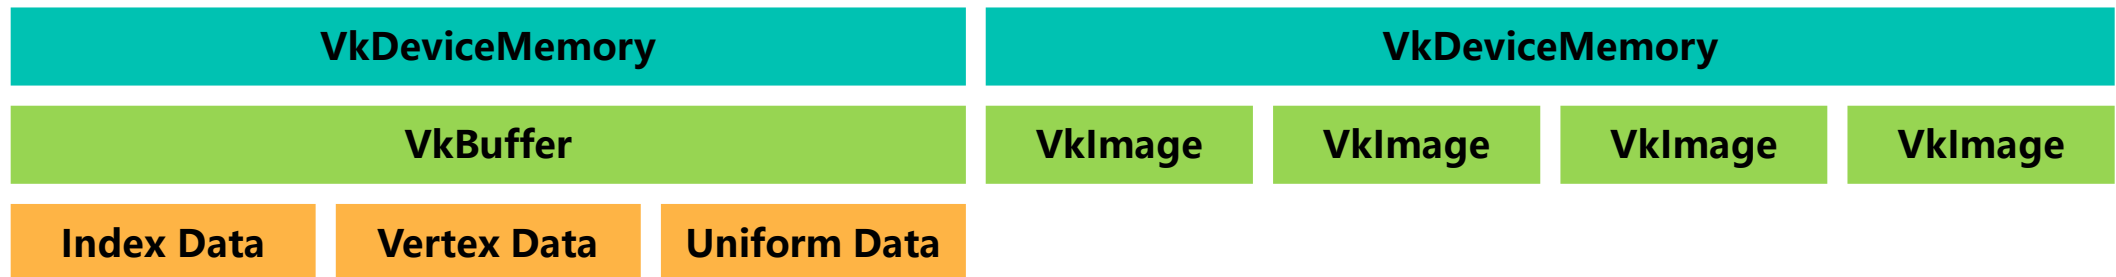 VkDeviceMemory VkDeviceMemory
VkBuffer VkImage VkImage VkImage VkImage
Index Data Vertex Data Uniform Data